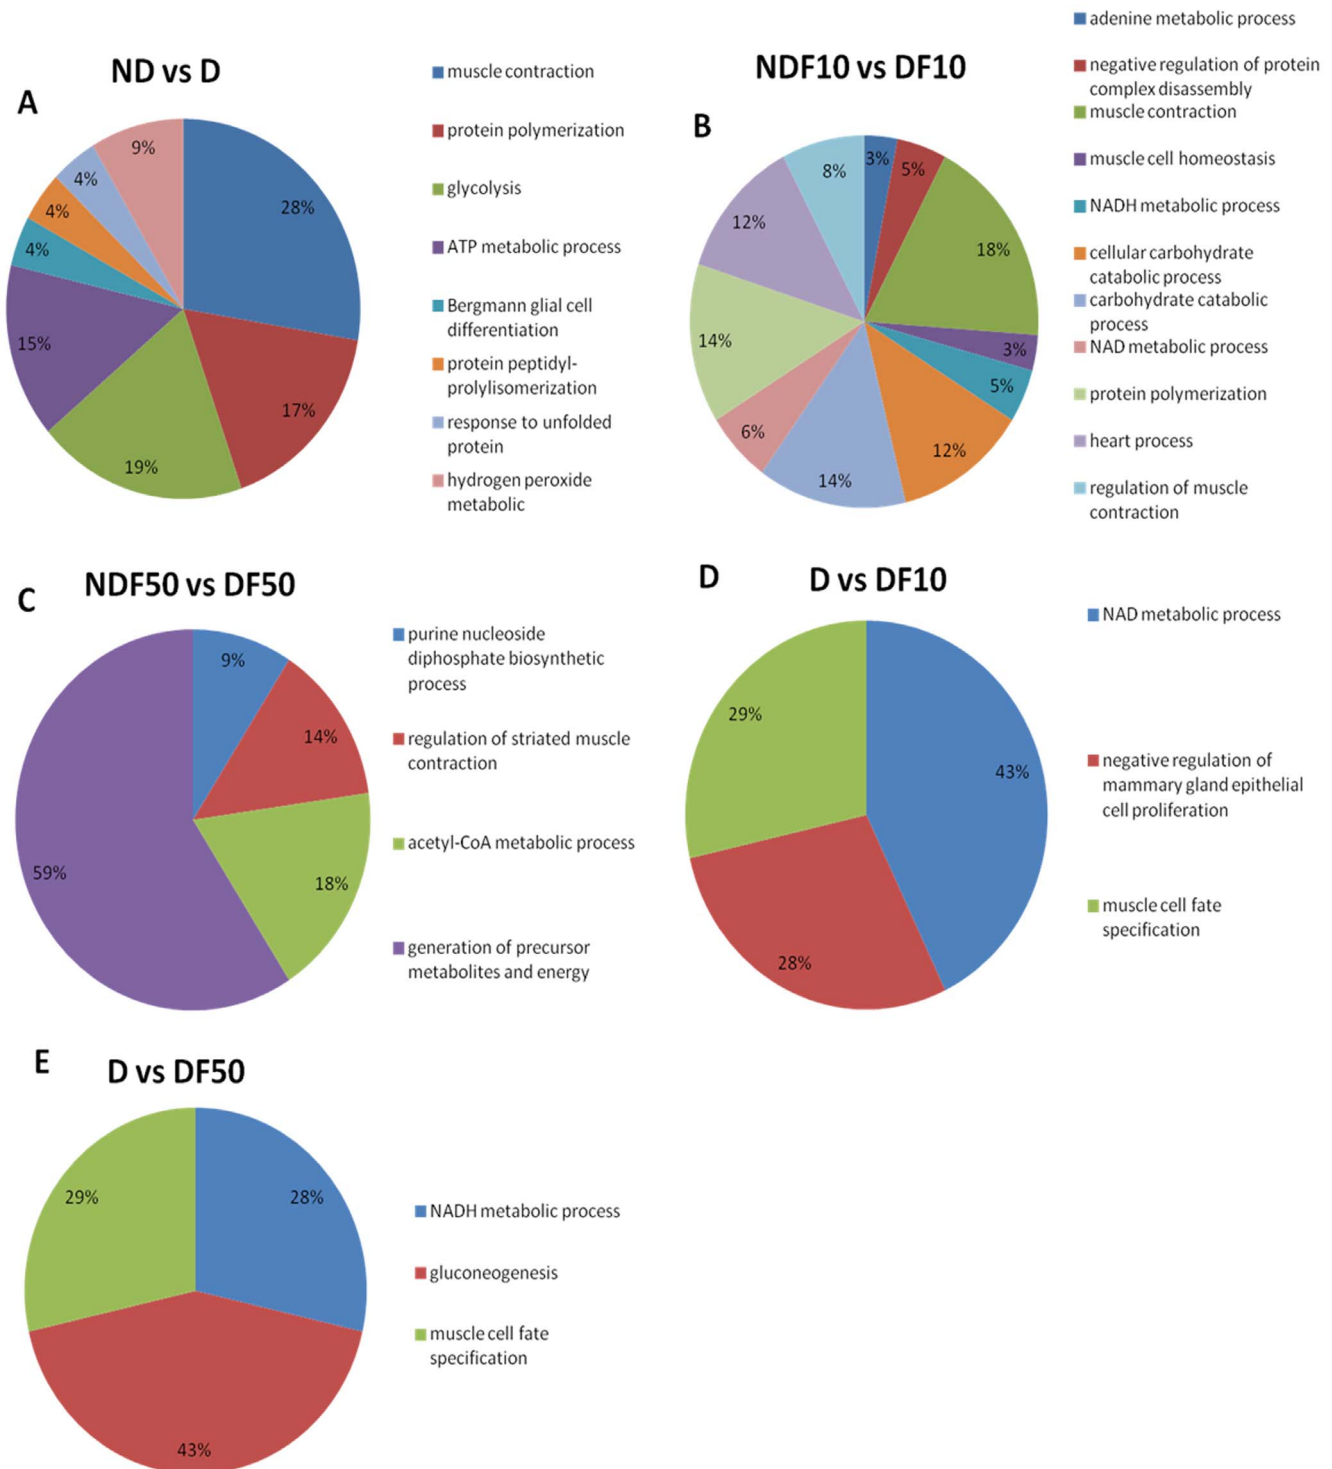 ND vs D
A
28%
17%
19%
15%
4%
4%
4%
9%
muscle contraction
protein polymerization
glycolysis
ATP metabolic process
Bergmann glial cell
differentiation
protein peptidyl-
prolylisomerization
response to unfolded
protein
hydrogen peroxide
metabolic
NDF10 vs DF10
B
3%
5%
18%
3%
5%
12%
14%
6%
14%
12%
8%
adenine metabolic process
negative regulation of protein
complex disassembly
muscle contraction
muscle cell homeostasis
NADH metabolic process
cellular carbohydrate
catabolic process
carbohydrate catabolic
process
NAD metabolic process
protein polymerization
heart process
regulation of muscle
contraction
NDF50 vs DF50
C
9%
14%
18%
59%
purine nucleoside
diphosphate biosynthetic
process
regulation of striated muscle
contraction
acetyl-CoA metabolic process
generation of precursor
metabolites and energy
D
D vs DF10
43%
28%
29%
NAD metabolic process
negative regulation of
mammary gland epithelial
cell proliferation
muscle cell fate
specification
E
D vs DF50
28%
43%
29%
NADH metabolic process
gluconeogenesis
muscle cell fate
specification